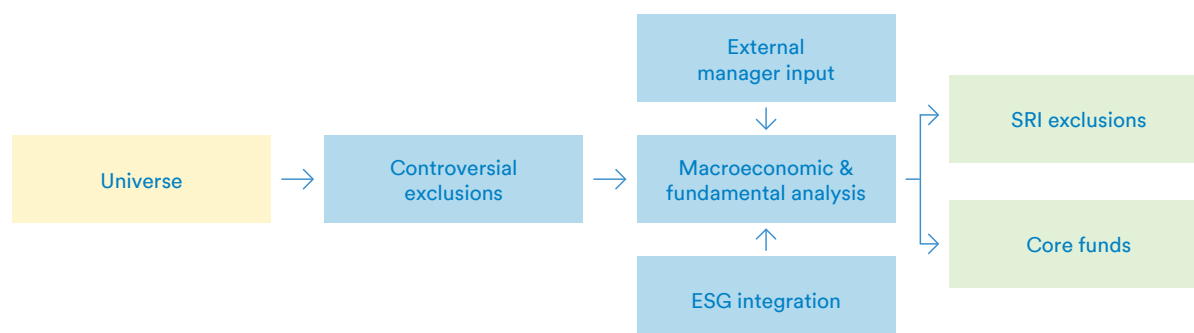 External
manager input
SRI exclusions
Universe
Controversial
exclusions
Macroeconomic &
fundamental analysis
Core funds
ESG integration